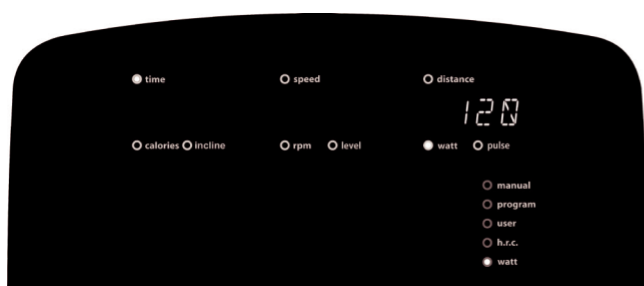 time speed distance
120
calories incline rpm level watt pulse
manual
program
user
h.r.c.
watt